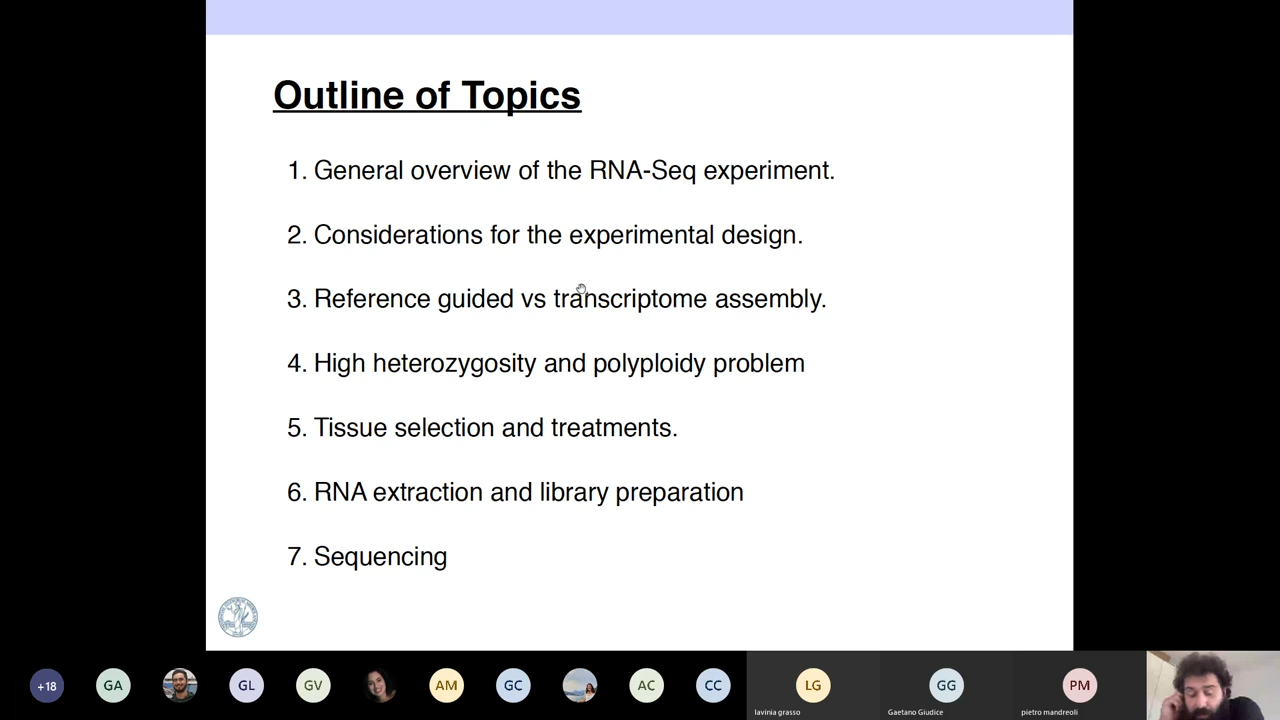 Outline of Topics
1. General overview of the RNA-Seq experiment.
2. Considerations for the experimental design.
3. Reference guided vs transcriptome assembly.
4. High heterozygosity and polyploidy problem
5. Tissue selection and treatments.
6. RNA extraction and library preparation
7. Sequencing
+18
GA
GL
GV
AM
GC
AC
CC
LG
GG
PM
lavinia grasso
Gaetano Giudice
pietro mandreoli